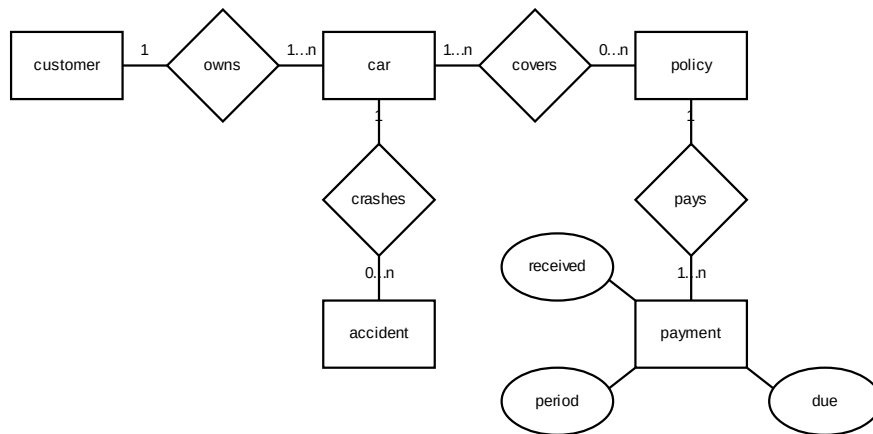 customer
1
owns
1...n
car
1...n
covers
0...n
policy
1
1
crashes
pays
0...n
received
1...n
accident
payment
period
due